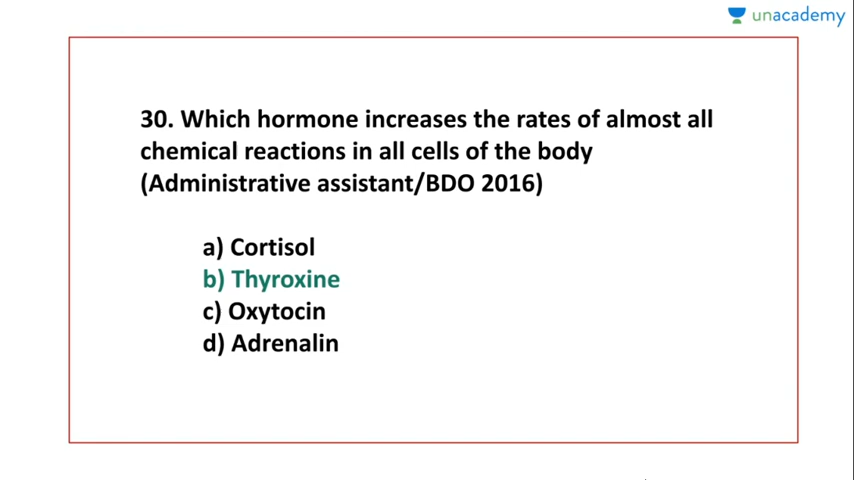 unacademy
30. Which hormone increases the rates of almost all
chemical reactions in all cells of the body
(Administrative assistant/BDO 2016)
a) Cortisol
b) Thyroxine
c) Oxytocin
d) Adrenalin